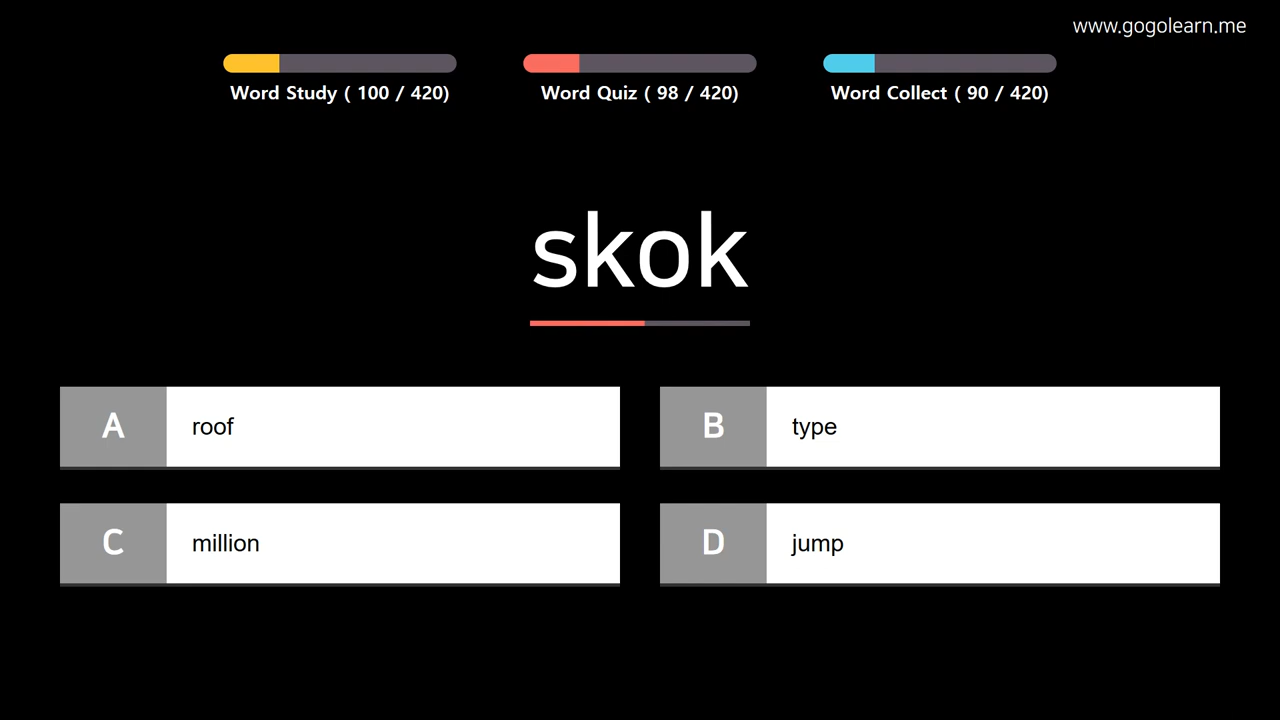 www.gogolearn.me
Word Study ( 100 / 420)
Word Quiz ( 98 / 420)
Word Collect ( 90 / 420)
skok
A roof
B type
C million
D jump